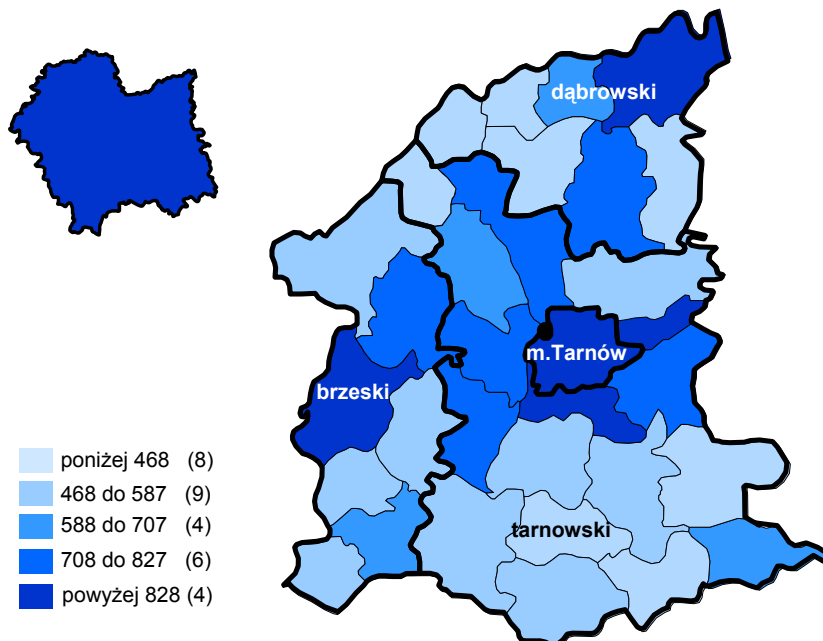 dąbrowski
m.Tarnów
brzeski
poniżej 468 (8)
468 do 587 (9)
588 do 707 (4)
708 do 827 (6)
powyżej 828 (4)
tarnowski